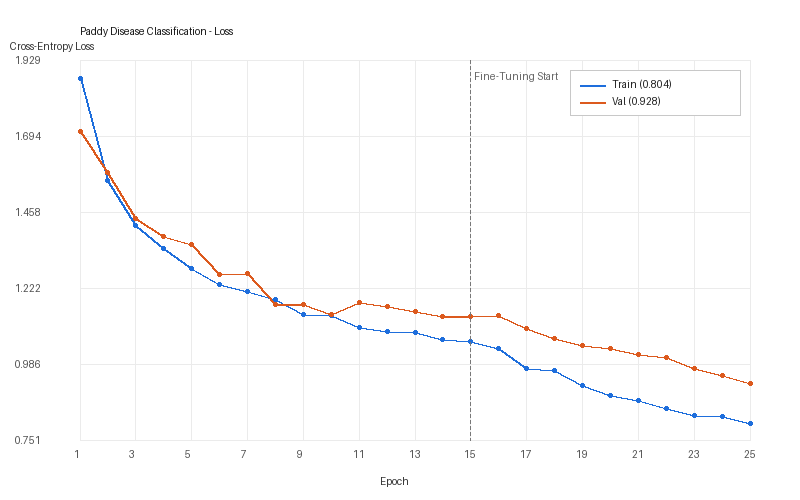 Paddy Disease Classification - Loss
Cross-Entropy Loss
1.929
1.694
1.458
1.222
0.986
0.751
Fine-Tuning Start
Train (0.804)
Val (0.928)
1 3 5 7 9 11 13 15 17 19 21 23 25
Epoch